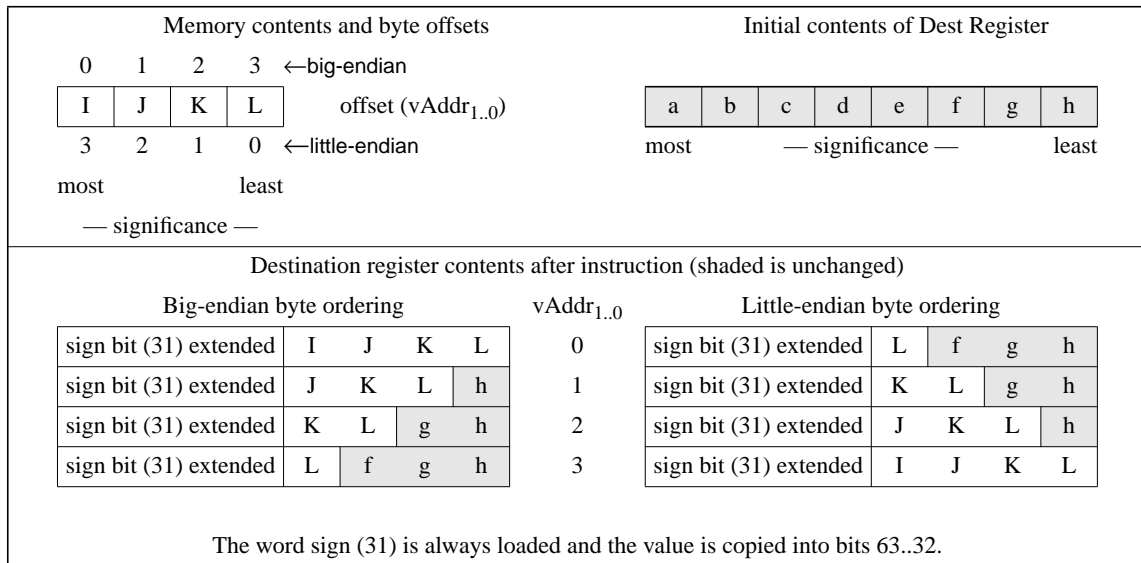 Memory contents and byte offsets
Initial contents of Dest Register
0 1 2 3 ←big-endian
I J K L offset (vAddr1..0)
a b c d e f g h
3 2 1 0 ←little-endian
most — significance — least
most least
— significance —
Destination register contents after instruction (shaded is unchanged)
Big-endian byte ordering vAddr1..0 Little-endian byte ordering
sign bit (31) extended I J K L 0 sign bit (31) extended L f g h
sign bit (31) extended J K L h 1 sign bit (31) extended K L g h
sign bit (31) extended K L g h 2 sign bit (31) extended J K L h
sign bit (31) extended L f g h 3 sign bit (31) extended I J K L
The word sign (31) is always loaded and the value is copied into bits 63..32.